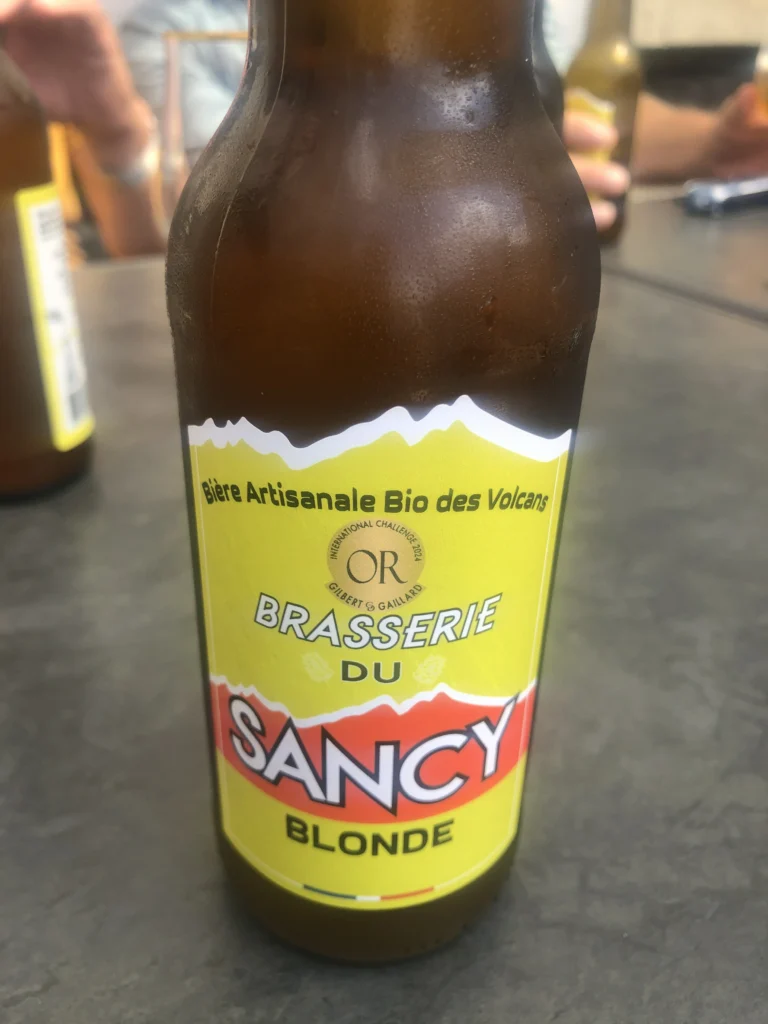 Bière Artisanale Bio des Volcans
INTERNATIONAL CHALLENGE 2024
OR
GILBERT & GAILLARD
BRASSERIE
DU
SANCY
BLONDE